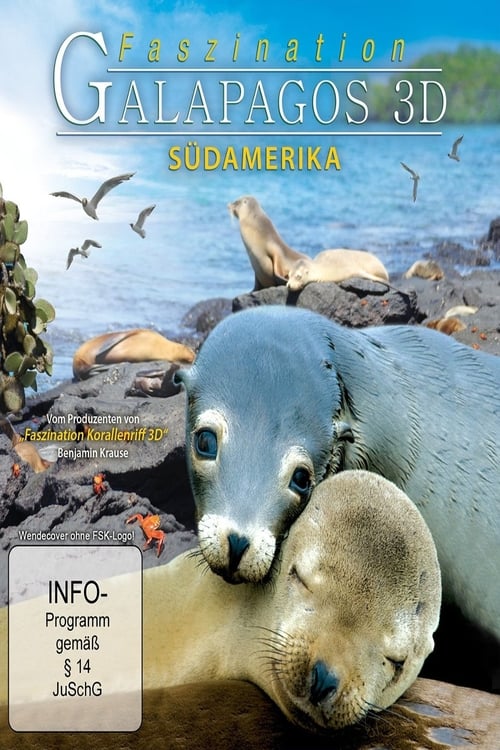 Faszination
GALAPAGOS 3D
SÜDAMERIKA
Vom Produzenten von
„Faszination Korallenriff 3D“
Benjamin Krause
Wendecover ohne FSK-Logo!
INFO-
Programm
gemäß
§ 14
JuSchG